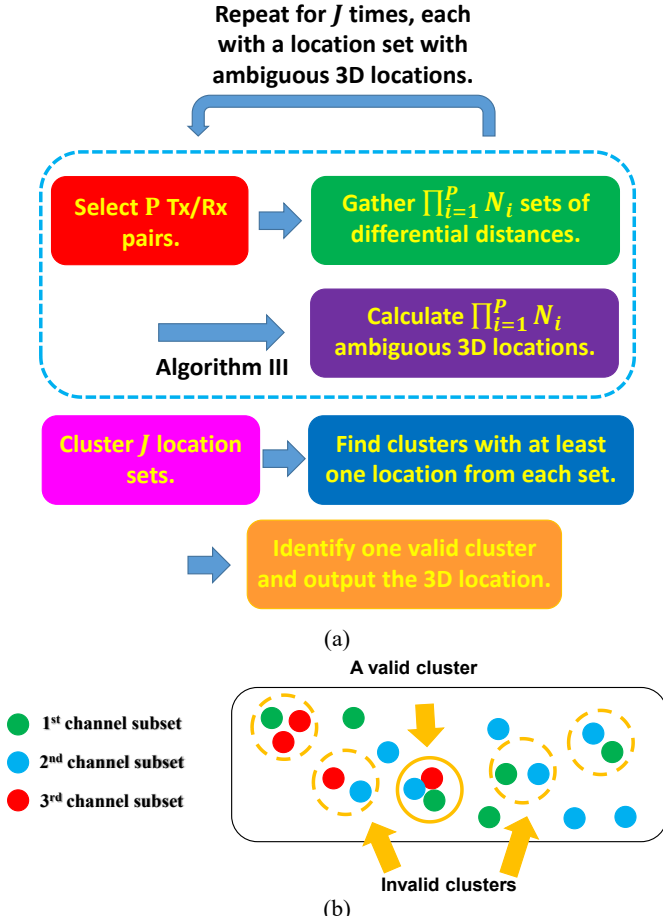 Repeat for J times, each
with a location set with
ambiguous 3D locations.
Select P Tx/Rx
pairs.
Gather ∏_{i=1}^{P} N_i sets of
differential distances.
Algorithm III
Calculate ∏_{i=1}^{P} N_i
ambiguous 3D locations.
Cluster J location
sets.
Find clusters with at least
one location from each set.
Identify one valid cluster
and output the 3D location.
(a)
A valid cluster
1st channel subset
2nd channel subset
3rd channel subset
Invalid clusters
(b)